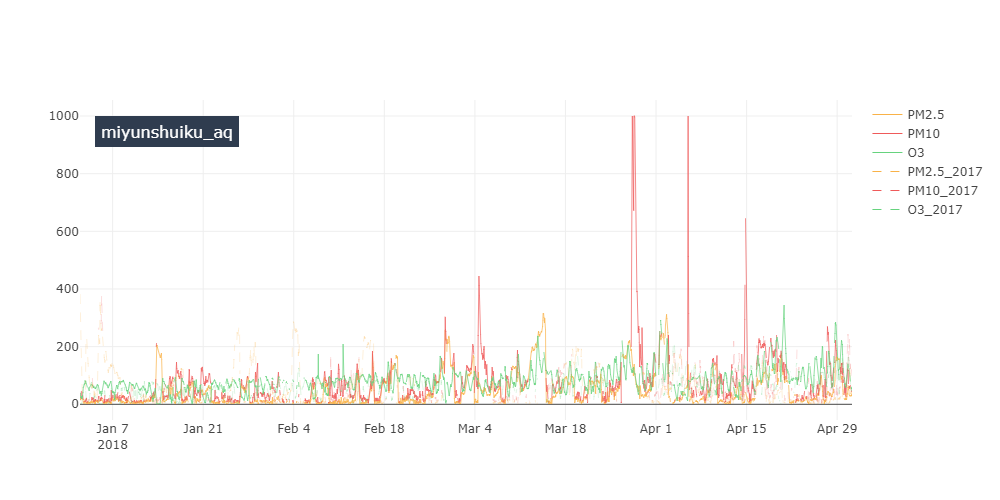 miyunshuiku_aq
1000
800
600
400
200
0
Jan 7
2018
Jan 21
Feb 4
Feb 18
Mar 4
Mar 18
Apr 1
Apr 15
Apr 29
PM2.5
PM10
O3
PM2.5_2017
PM10_2017
O3_2017